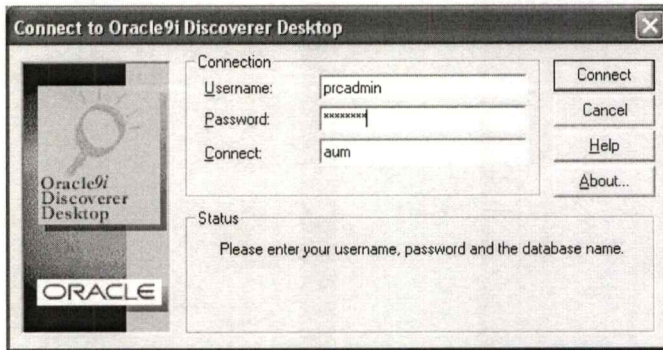 Connect to Oracle9i Discoverer Desktop
Connection
Username: prcadmin
Password: ××××××××
Connect: aum
Connect
Cancel
Help
About...
Oracle9i
Discoverer
Desktop
ORACLE
Status
Please enter your username, password and the database name.